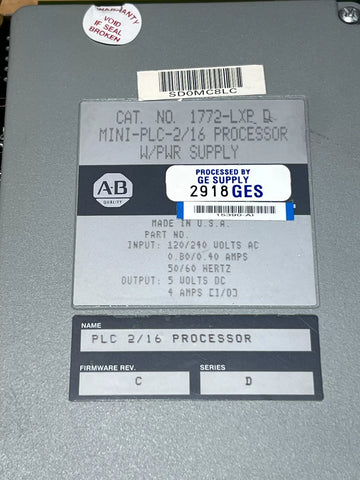 WARRANTY
VOID
IF SEAL
BROKEN
SD0MC8LC
CAT. NO. 1772-LXP D
MINI-PLC-2/16 PROCESSOR
W/PWR SUPPLY
AB
QUALITY
PROCESSED BY
GE SUPPLY
2918GES
15390-A1
MADE IN U.S.A.
PART NO.
INPUT: 120/240 VOLTS AC
0.80/0.40 AMPS
50/60 HERTZ
OUTPUT: 5 VOLTS DC
4 AMPS [I/O]
NAME
PLC 2/16 PROCESSOR
FIRMWARE REV. SERIES
C D